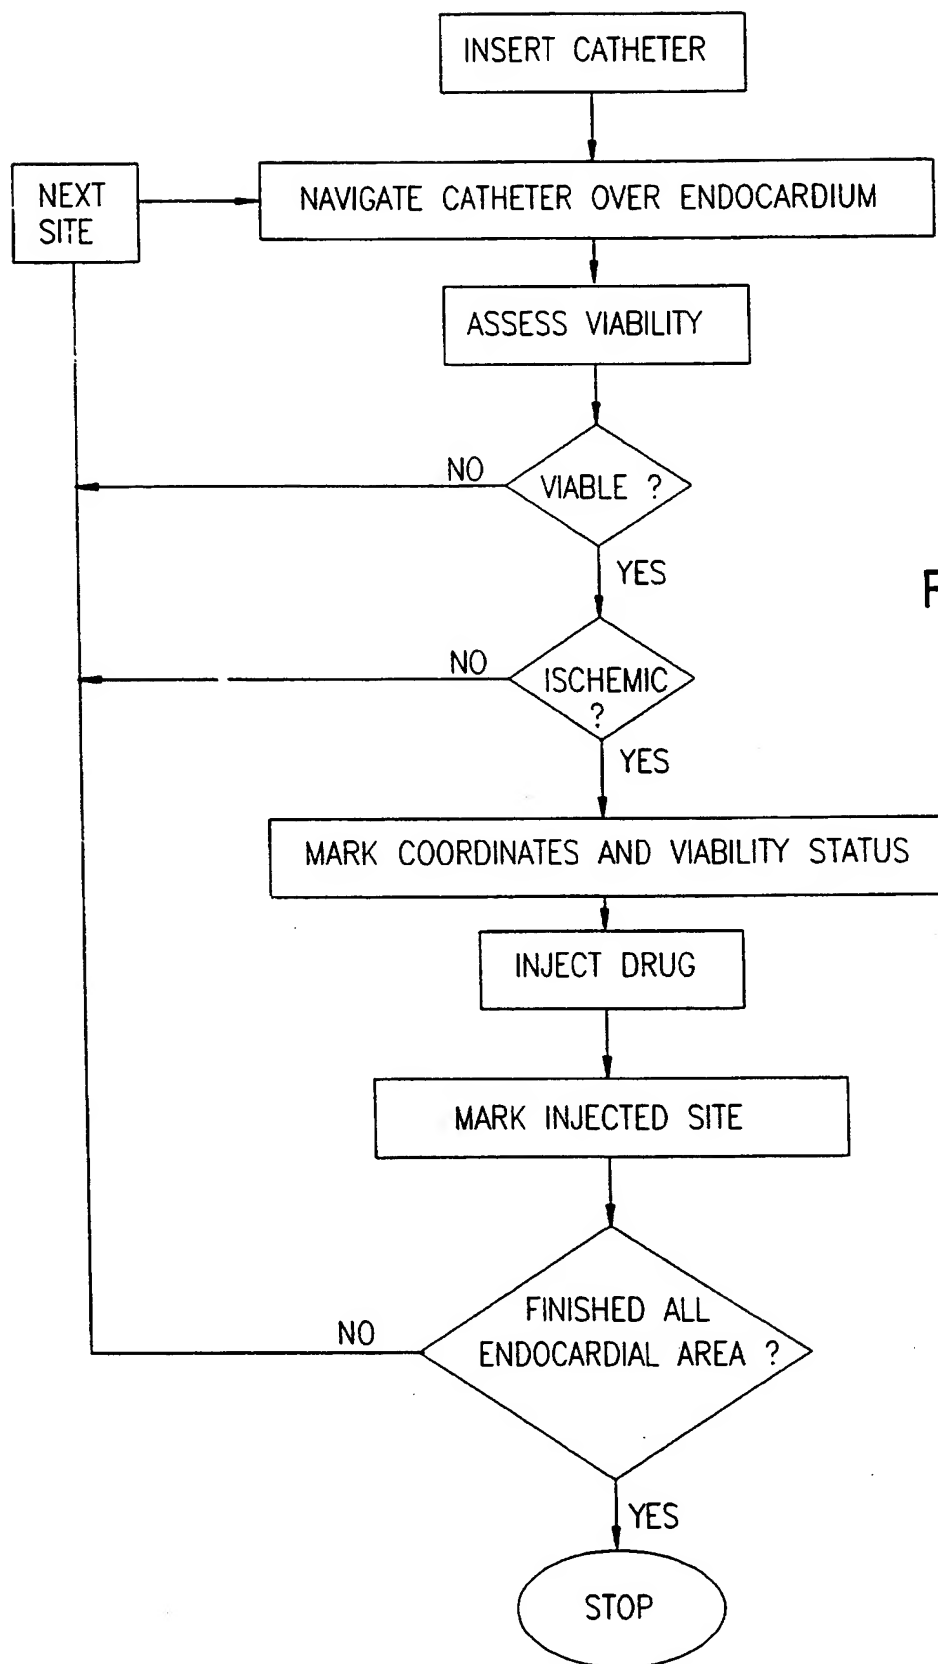 INSERT CATHETER
NEXT
SITE
NAVIGATE CATHETER OVER ENDOCARDIUM
ASSESS VIABILITY
NO
VIABLE ?
YES
F
NO
ISCHEMIC
?
YES
MARK COORDINATES AND VIABILITY STATUS
INJECT DRUG
MARK INJECTED SITE
FINISHED ALL
ENDOCARDIAL AREA ?
NO
YES
STOP